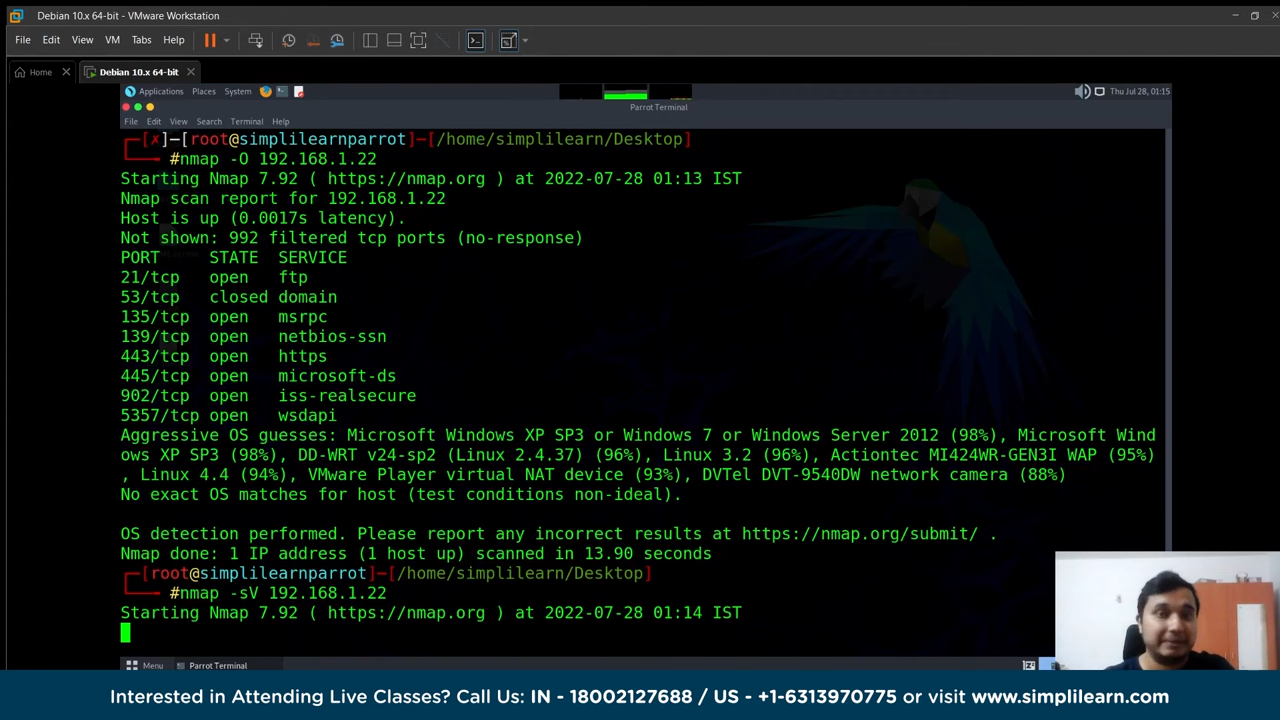 Debian 10.x 64-bit - VMware Workstation
File Edit View VM Tabs Help
Home Debian 10.x 64-bit
Applications Places System Thu Jul 28, 01:15
Parrot Terminal
File Edit View Search Terminal Help
┌─[✗]─[root@simplilearnparrot]─[/home/simplilearn/Desktop]
└──╼ #nmap -O 192.168.1.22
Starting Nmap 7.92 ( https://nmap.org ) at 2022-07-28 01:13 IST
Nmap scan report for 192.168.1.22
Host is up (0.0017s latency).
Not shown: 992 filtered tcp ports (no-response)
PORT STATE SERVICE
21/tcp open ftp
53/tcp closed domain
135/tcp open msrpc
139/tcp open netbios-ssn
443/tcp open https
445/tcp open microsoft-ds
902/tcp open iss-realsecure
5357/tcp open wsdapi
Aggressive OS guesses: Microsoft Windows XP SP3 or Windows 7 or Windows Server 2012 (98%), Microsoft Wind
ows XP SP3 (98%), DD-WRT v24-sp2 (Linux 2.4.37) (96%), Linux 3.2 (96%), Actiontec MI424WR-GEN3I WAP (95%)
, Linux 4.4 (94%), VMware Player virtual NAT device (93%), DVTel DVT-9540DW network camera (88%)
No exact OS matches for host (test conditions non-ideal).
OS detection performed. Please report any incorrect results at https://nmap.org/submit/ .
Nmap done: 1 IP address (1 host up) scanned in 13.90 seconds
┌─[root@simplilearnparrot]─[/home/simplilearn/Desktop]
└──╼ #nmap -sV 192.168.1.22
Starting Nmap 7.92 ( https://nmap.org ) at 2022-07-28 01:14 IST
Menu Parrot Terminal
Interested in Attending Live Classes? Call Us: IN - 18002127688 / US - +1-6313970775 or visit www.simplilearn.com